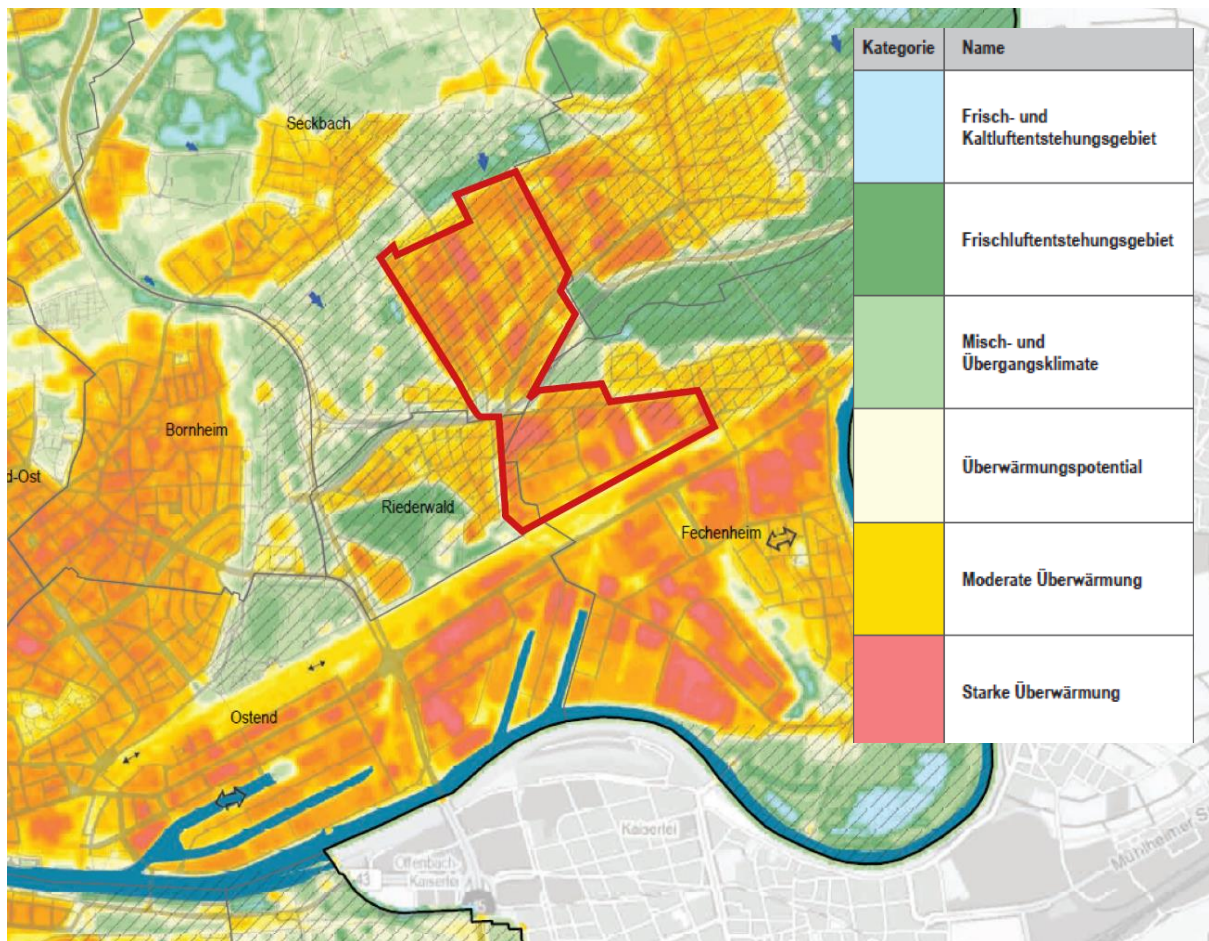 Kategorie Name
Frisch- und
Kaltluftentstehungsgebiet
Frischluftentstehungsgebiet
Misch- und
Übergangsklimate
Überwärmungspotential
Moderate Überwärmung
Starke Überwärmung
Seckbach
Bornheim
d-Ost
Riederwald
Fechenheim
Ostend
Kaiserlei
Offenbach-
Kaiserlei
43
Mühlheimer S